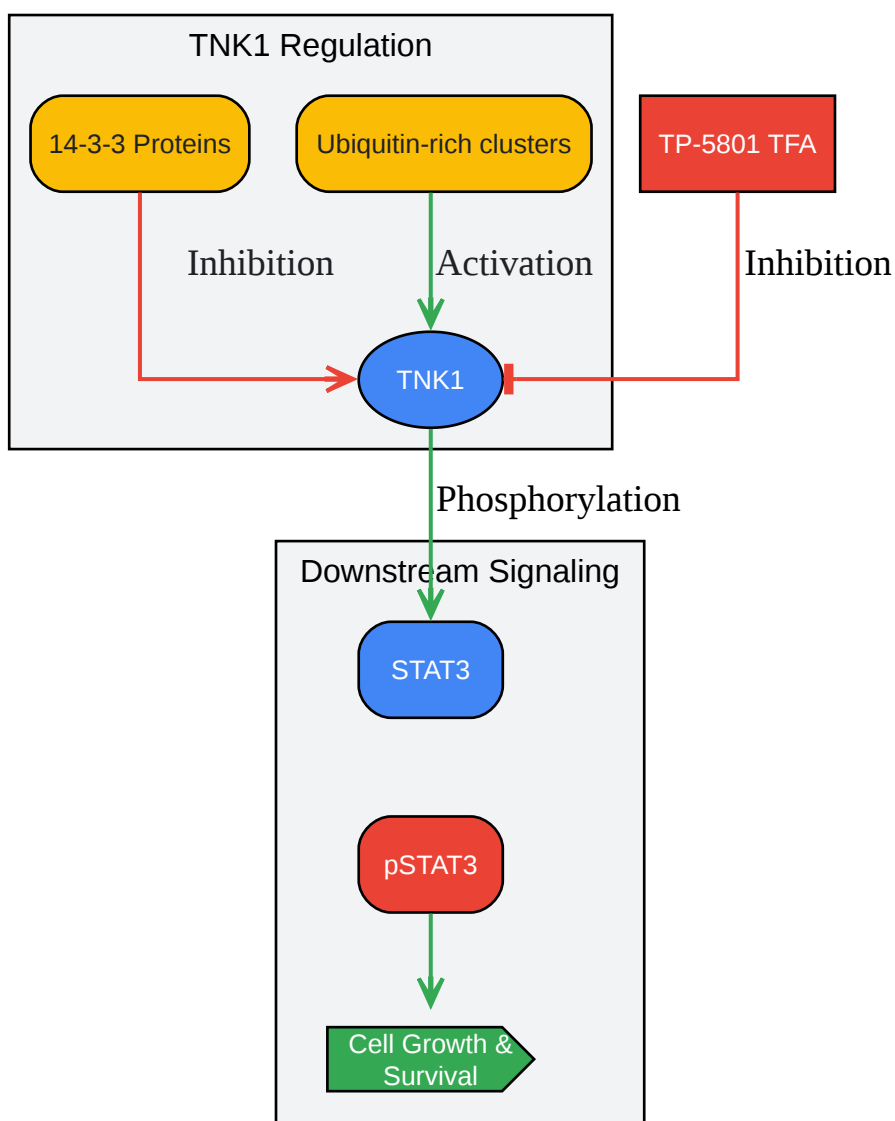 TNK1 Regulation
14-3-3 Proteins
Ubiquitin-rich clusters
TP-5801 TFA
Inhibition
Activation
Inhibition
TNK1
Phosphorylation
Downstream Signaling
STAT3
pSTAT3
Cell Growth &
Survival